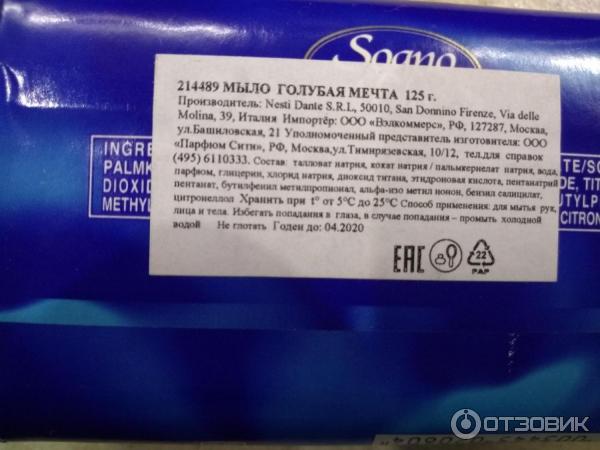 Sogno
214489 МЫЛО ГОЛУБАЯ МЕЧТА 125 г.
Производитель: Nesti Dante S.R.L, 50010, San Donnino Firenze, Via delle
Molina, 39, Италия Импортёр: ООО «Вэлкоммерс», РФ, 127287, Москва,
ул.Башиловская, 21 Уполномоченный представитель изготовителя: ООО
«Парфюм Сити», РФ, Москва,ул.Тимирязевская, 10/12, тел.для справок
(495) 6110333. Состав: талловат натрия, кокат натрия / пальмкернелат натрия, вода,
парфюм, глицерин, хлорид натрия, диоксид титана, этидроновая кислота, пентанатрий
пентанат, бутилфенил метилпропионал, альфа-изо метил ионон, бензил салицилат,
цитронеллол Хранить при t° от 5°С до 25°С Способ применения: для мытья рук,
лица и тела. Избегать попадания в глаза, в случае попадания – промыть холодной
водой Не глотать Годен до: 04.2020
EAC
22
PAP
INGRE
PALMK
DIOXID
METHYL
TE/SO
DE, TIT
UTYLP
CITRON
ОТЗОВИК